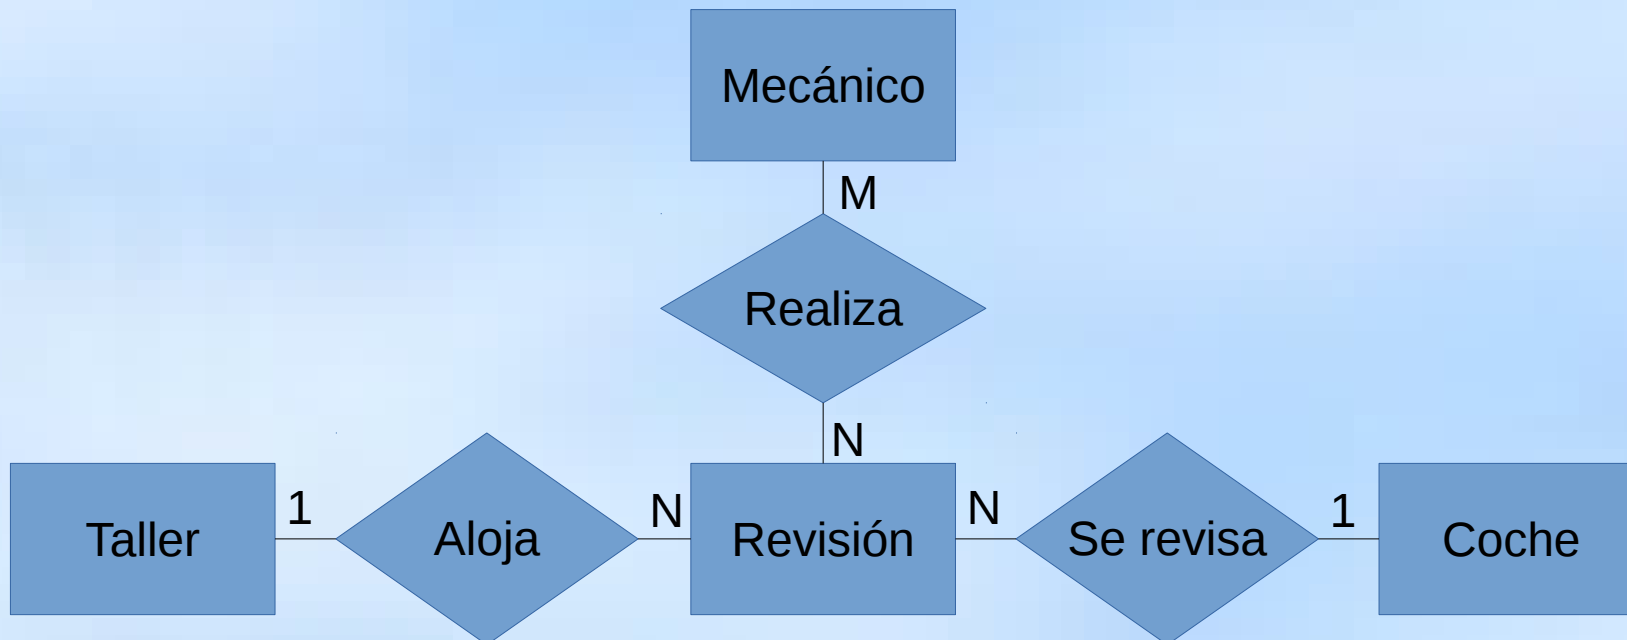 Mecánico
M
Realiza
N
Taller
1
Aloja
N
Revisión
N
Se revisa
1
Coche